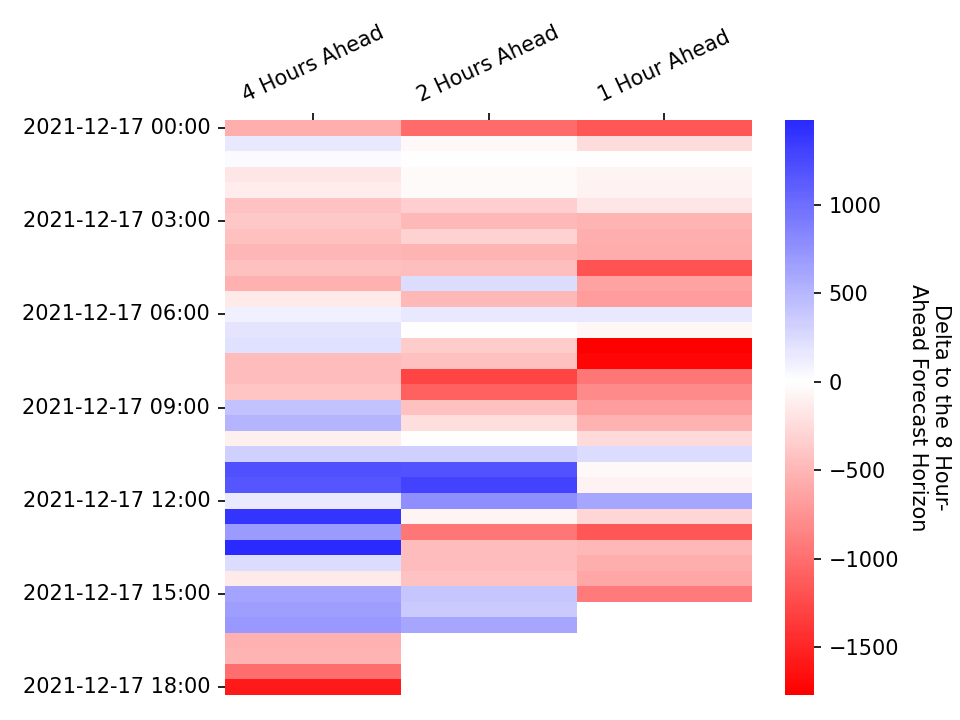 4 Hours Ahead
2 Hours Ahead
1 Hour Ahead
2021-12-17 00:00
2021-12-17 03:00
2021-12-17 06:00
2021-12-17 09:00
2021-12-17 12:00
2021-12-17 15:00
2021-12-17 18:00
1000
500
0
−500
−1000
−1500
Delta to the 8 Hour-
Ahead Forecast Horizon